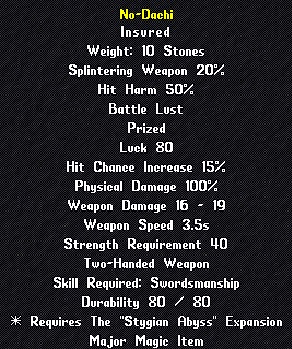 No-Dachi
Insured
Weight: 10 Stones
Splintering Weapon 20%
Hit Harm 50%
Battle Lust
Prized
Luck 80
Hit Chance Increase 15%
Physical Damage 100%
Weapon Damage 16 - 19
Weapon Speed 3.5s
Strength Requirement 40
Two-Handed Weapon
Skill Required: Swordsmanship
Durability 80 / 80
* Requires The "Stygian Abyss" Expansion
Major Magic Item